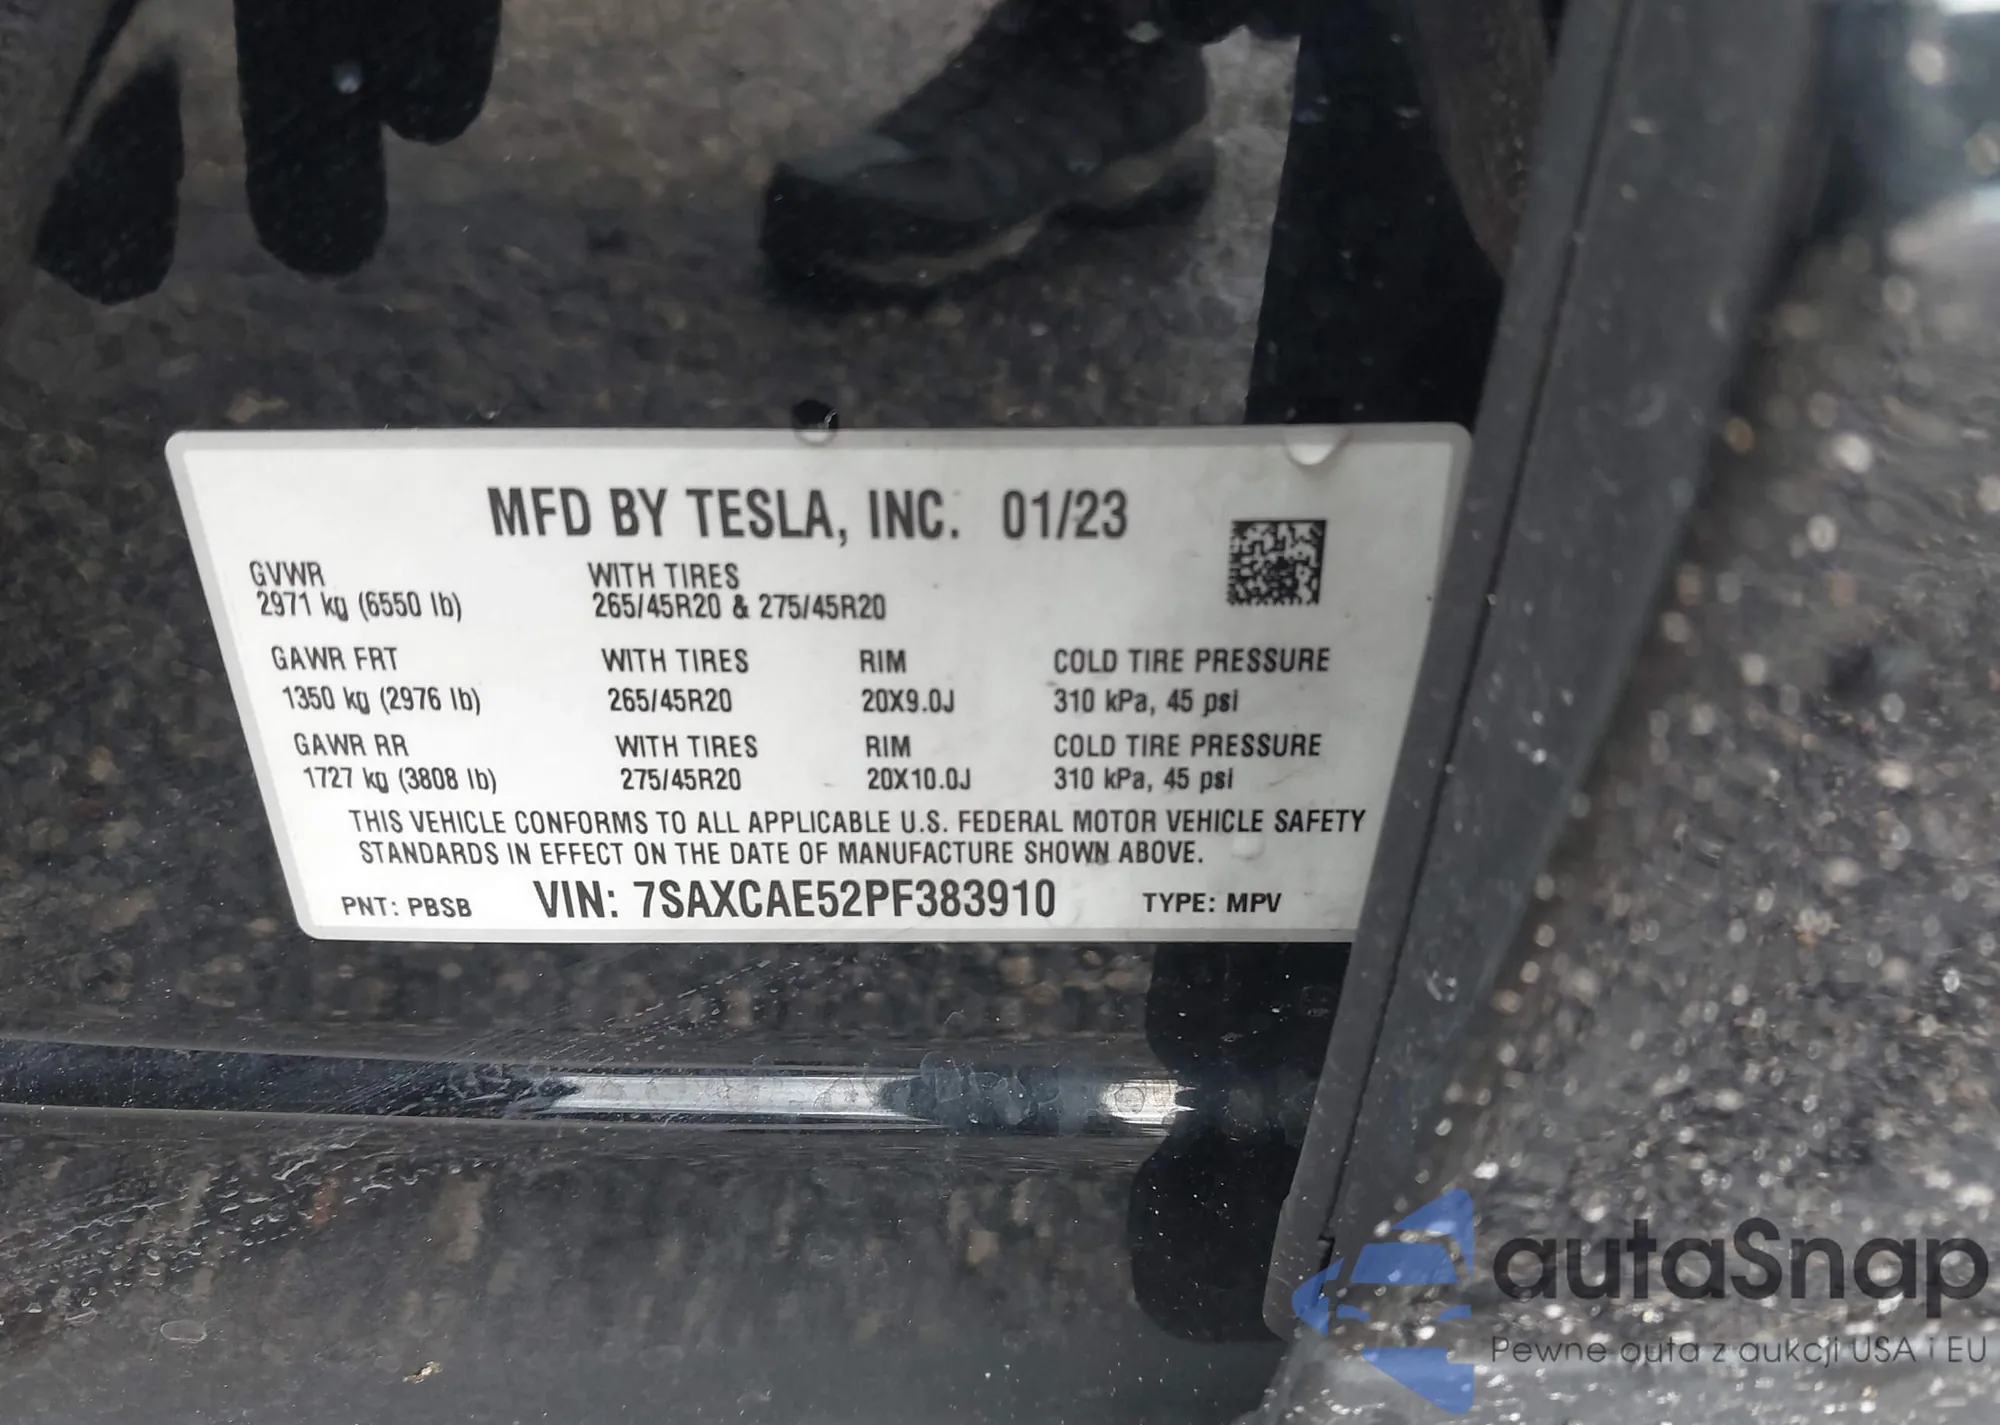 MFD BY TESLA, INC. 01/23
GVWR WITH TIRES
2971 kg (6550 lb) 265/45R20 & 275/45R20
GAWR FRT WITH TIRES RIM COLD TIRE PRESSURE
1350 kg (2976 lb) 265/45R20 20X9.0J 310 kPa, 45 psi
GAWR RR WITH TIRES RIM COLD TIRE PRESSURE
1727 kg (3808 lb) 275/45R20 20X10.0J 310 kPa, 45 psi
THIS VEHICLE CONFORMS TO ALL APPLICABLE U.S. FEDERAL MOTOR VEHICLE SAFETY
STANDARDS IN EFFECT ON THE DATE OF MANUFACTURE SHOWN ABOVE.
PNT: PBSB VIN: 7SAXCAE52PF383910 TYPE: MPV
autaSnap
Pewne auta z aukcji USA i EU